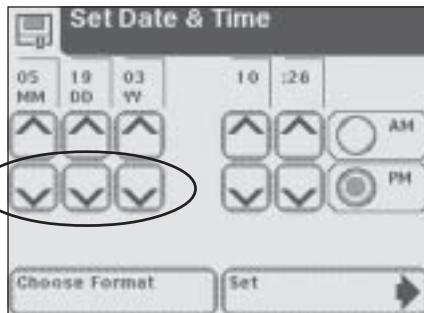 Set Date & Time
05 19 03 10 :26
MM DD YY
AM
PM
Choose Format Set